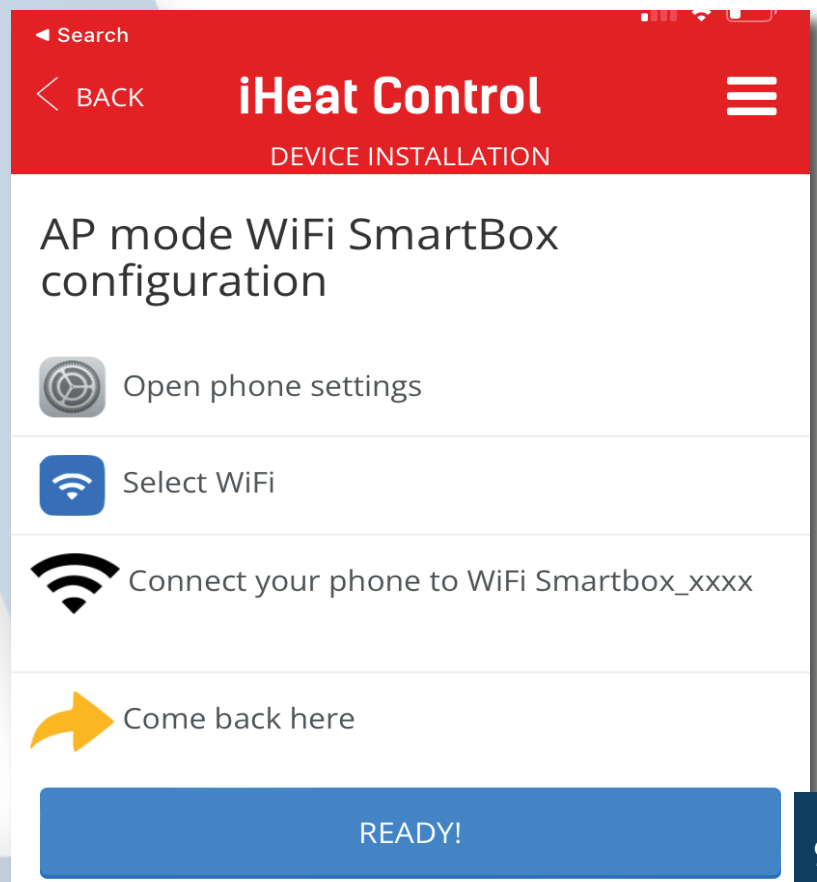 ◀ Search
BACK
iHeat Control
DEVICE INSTALLATION
AP mode WiFi SmartBox
configuration
Open phone settings
Select WiFi
Connect your phone to WiFi Smartbox_xxxx
Come back here
READY!